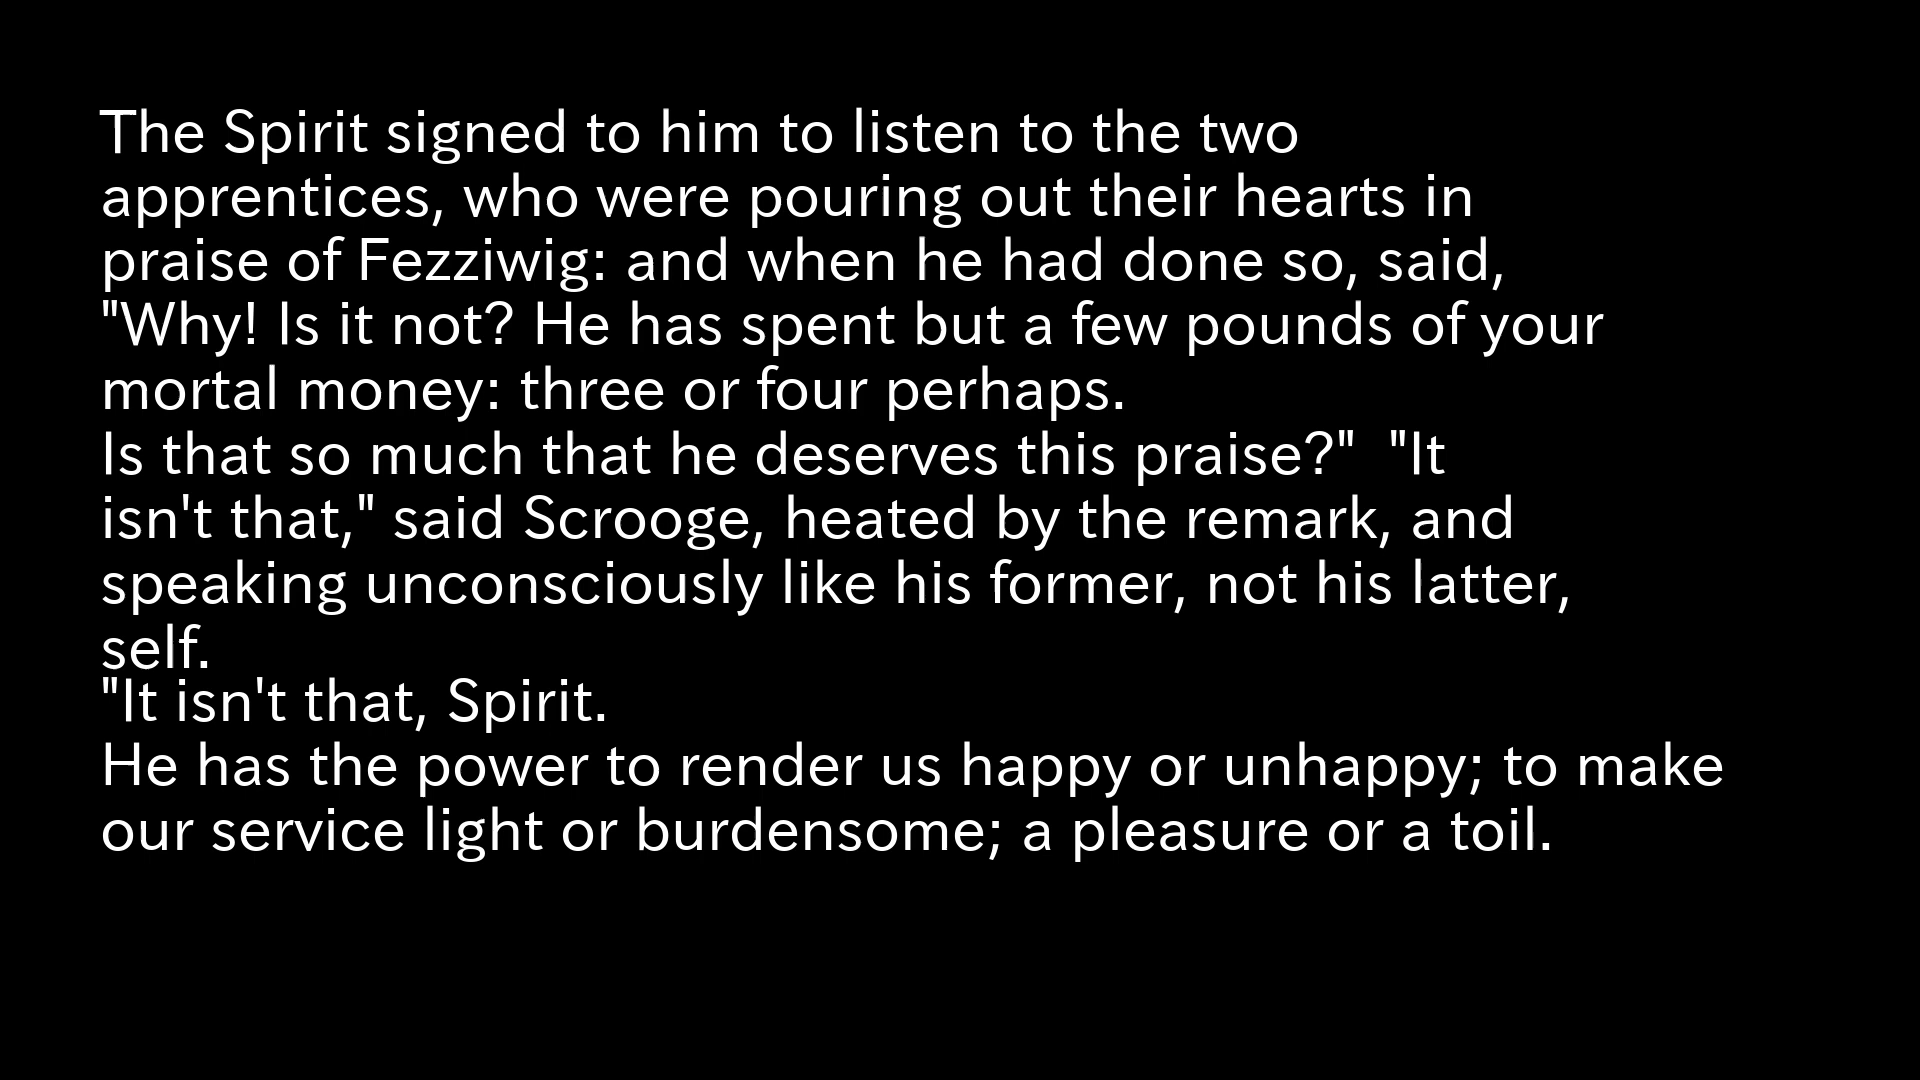 The Spirit signed to him to listen to the two
apprentices, who were pouring out their hearts in
praise of Fezziwig: and when he had done so, said,
"Why! Is it not? He has spent but a few pounds of your
mortal money: three or four perhaps.
Is that so much that he deserves this praise?"  "It
isn't that," said Scrooge, heated by the remark, and
speaking unconsciously like his former, not his latter,
self.
"It isn't that, Spirit.
He has the power to render us happy or unhappy; to make
our service light or burdensome; a pleasure or a toil.